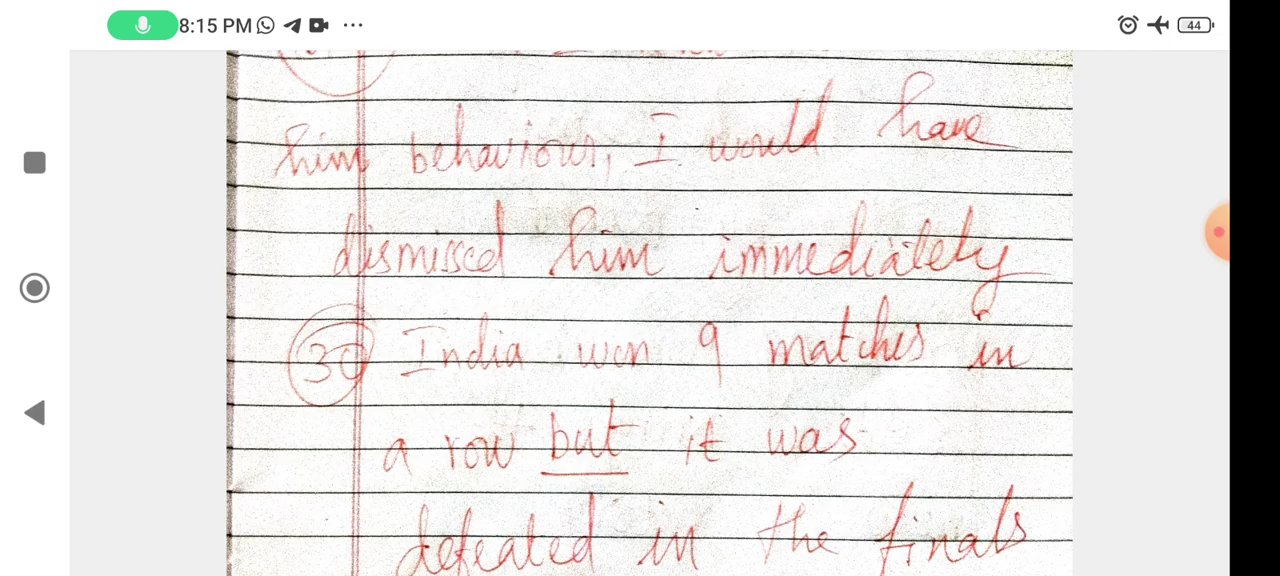 8:15 PM
44
him behaviour, I would have
dismissed him immediately
30 India won 9 matches in
a row but it was
defeated in the finals